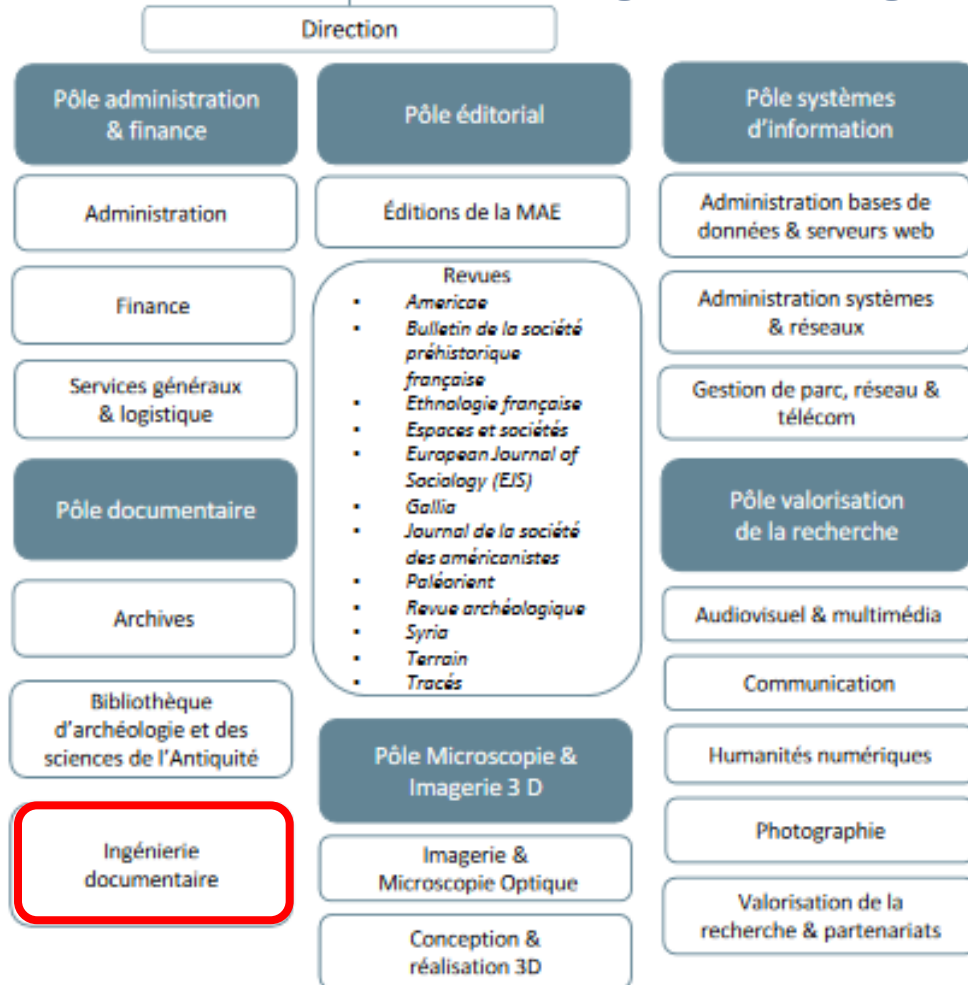 Direction
Pôle administration
& finance
Administration
Finance
Services généraux
& logistique
Pôle documentaire
Archives
Bibliothèque
d'archéologie et des
sciences de l'Antiquité
Ingénierie
documentaire
Pôle éditorial
Éditions de la MAE
Revues
▪ Americae
▪ Bulletin de la société
préhistorique
française
▪ Ethnologie française
▪ Espaces et sociétés
▪ European Journal of
Sociology (EJS)
▪ Gallia
▪ Journal de la société
des américanistes
▪ Paléorient
▪ Revue archéologique
▪ Syria
▪ Terrain
▪ Tracés
Pôle Microscopie &
Imagerie 3 D
Imagerie &
Microscopie Optique
Conception &
réalisation 3D
Pôle systèmes
d'information
Administration bases de
données & serveurs web
Administration systèmes
& réseaux
Gestion de parc, réseau &
télécom
Pôle valorisation
de la recherche
Audiovisuel & multimédia
Communication
Humanités numériques
Photographie
Valorisation de la
recherche & partenariats